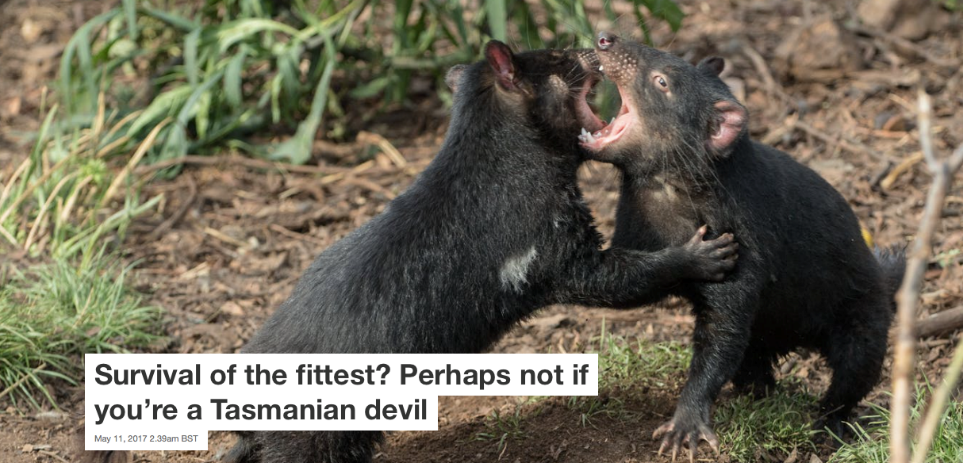 Survival of the fittest? Perhaps not if
you’re a Tasmanian devil
May 11, 2017 2.39am BST